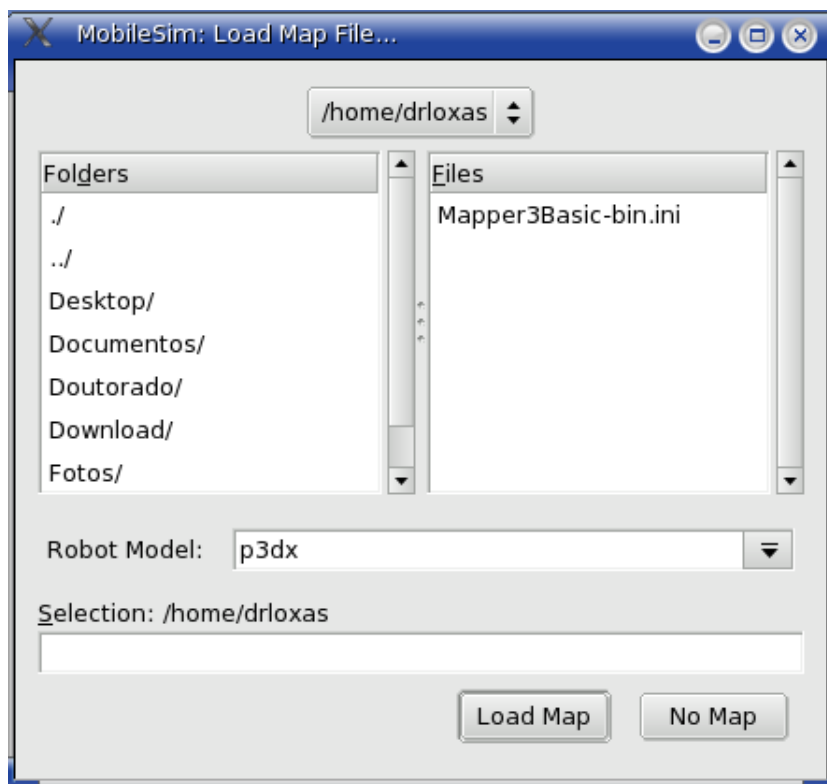 MobileSim: Load Map File...
/home/drloxas
Folders
./
../
Desktop/
Documentos/
Doutorado/
Download/
Fotos/
Files
Mapper3Basic-bin.ini
Robot Model: p3dx
Selection: /home/drloxas
Load Map No Map